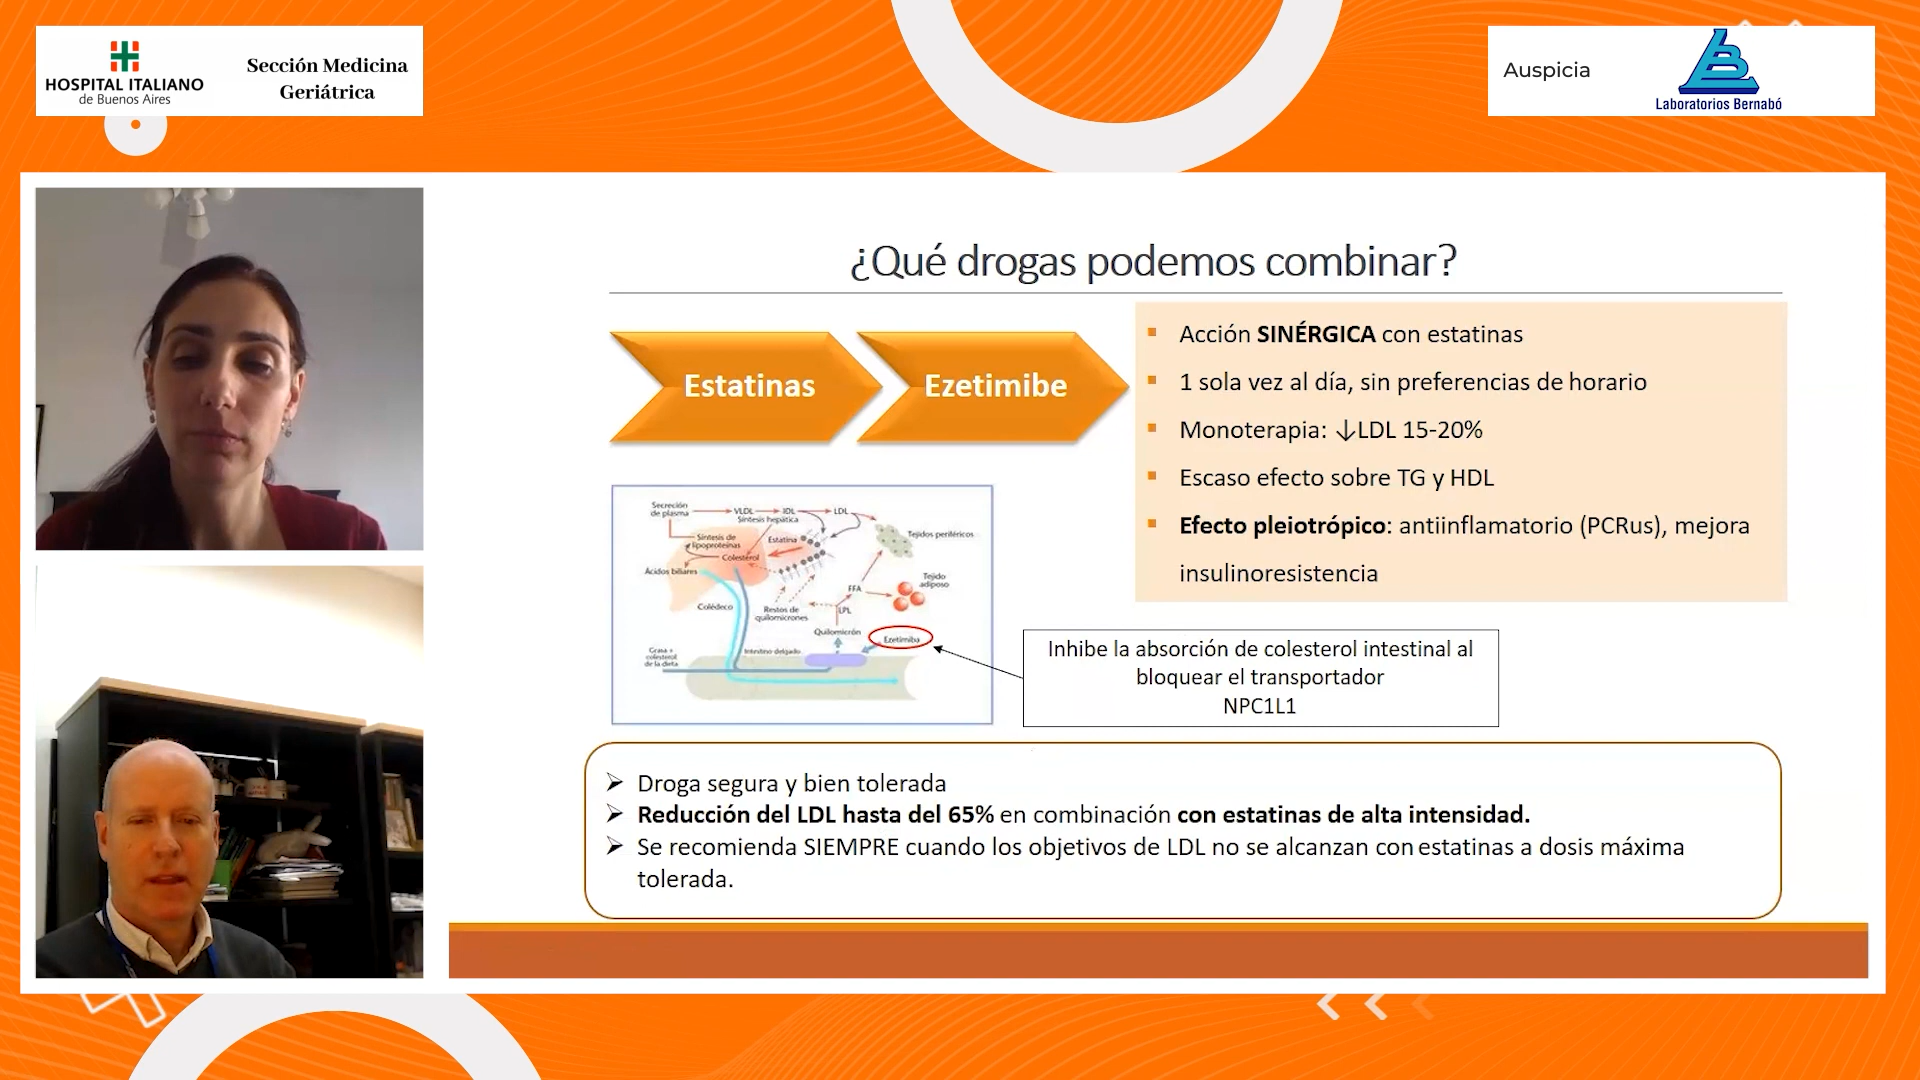 HOSPITAL ITALIANO
de Buenos Aires
Sección Medicina
Geriátrica
Auspicia
Laboratorios Bernabó
¿Qué drogas podemos combinar?
Estatinas
Ezetimibe
Acción SINÉRGICA con estatinas
1 sola vez al día, sin preferencias de horario
Monoterapia: ↓LDL 15-20%
Escaso efecto sobre TG y HDL
Efecto pleiotrópico: antiinflamatorio (PCRus), mejora
insulinoresistencia
Secreción
de plasma
VLDL
IDL
LDL
Síntesis hepática
Síntesis de
lipoproteínas
Estatina
Colesterol
Tejidos periféricos
Ácidos biliares
Tejido
adiposo
FFA
Colédoco
Restos de
quilomicrones
LPL
Quilomicrón
Ezetimiba
Grasa +
colesterol
de la dieta
Intestino delgado
Inhibe la absorción de colesterol intestinal al
bloquear el transportador
NPC1L1
Droga segura y bien tolerada
Reducción del LDL hasta del 65% en combinación con estatinas de alta intensidad.
Se recomienda SIEMPRE cuando los objetivos de LDL no se alcanzan con estatinas a dosis máxima
tolerada.